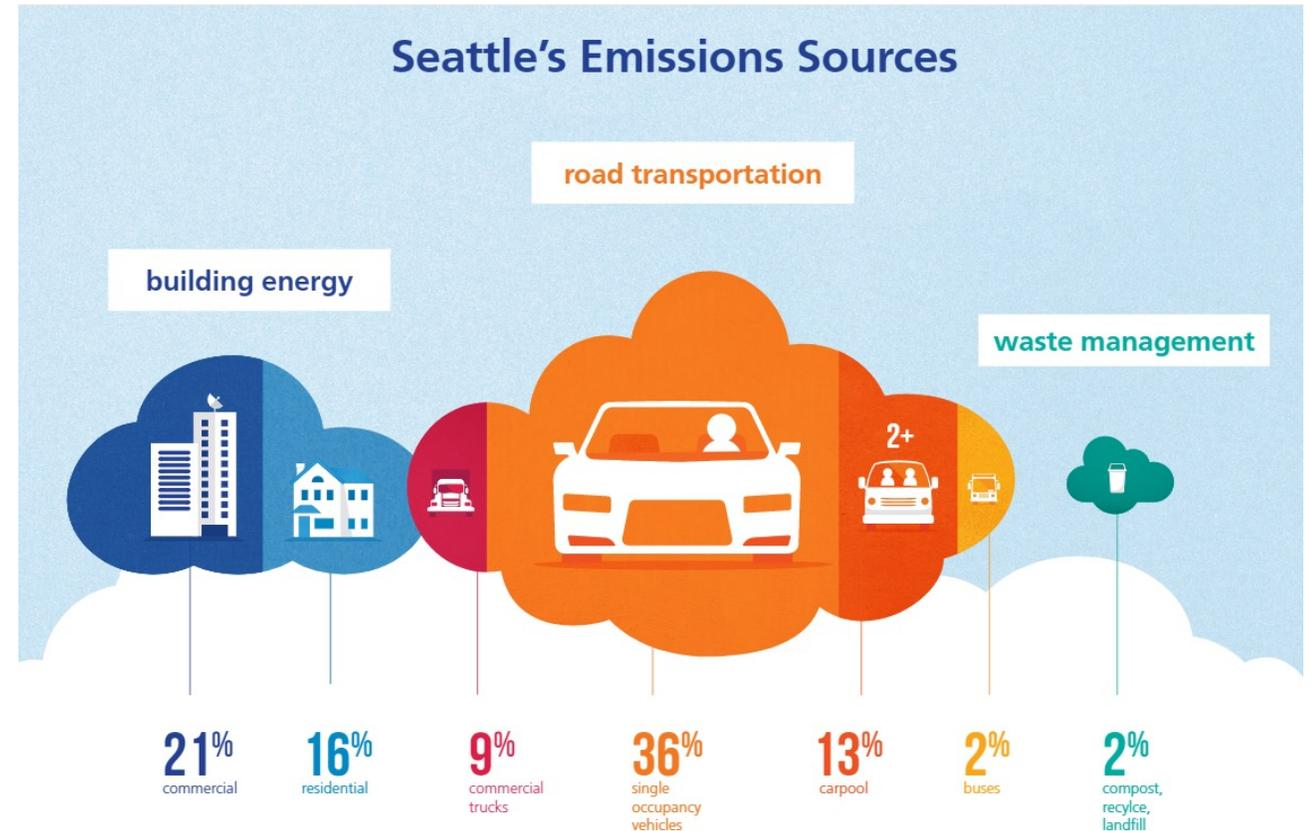 Seattle's Emissions Sources
road transportation
building energy
waste management
2+
21%
commercial
16%
residential
9%
commercial
trucks
36%
single
occupancy
vehicles
13%
carpool
2%
buses
2%
compost,
recylce,
landfill